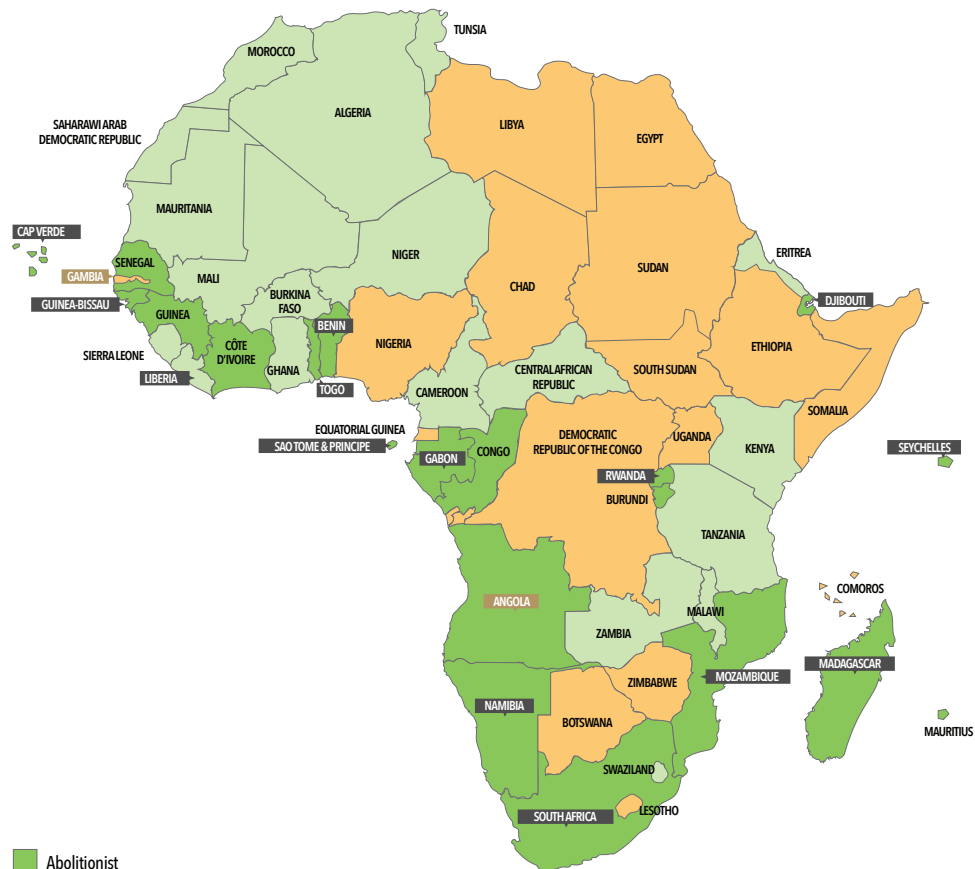 TUNSIA
MOROCCO
ALGERIA
LIBYA
EGYPT
SAHARAWI ARAB
DEMOCRATIC REPUBLIC
MAURITANIA
CAP VERDE
SENEGAL
GAMBIA
MALI
NIGER
CHAD
SUDAN
ERITREA
DJIBOUTI
GUINEA-BISSAU
GUINEA
BURKINA
FASO
BENIN
NIGERIA
ETHIOPIA
SIERRA LEONE
CÔTE
D'IVOIRE
GHANA
LIBERIA
TOGO
CAMEROON
CENTRAL AFRICAN
REPUBLIC
SOUTH SUDAN
SOMALIA
EQUATORIAL GUINEA
SAO TOME & PRINCIPE
GABON
CONGO
DEMOCRATIC
REPUBLIC OF THE CONGO
UGANDA
KENYA
SEYCHELLES
RWANDA
BURUNDI
TANZANIA
COMOROS
ANGOLA
MALAWI
ZAMBIA
MADAGASCAR
MOZAMBIQUE
ZIMBABWE
NAMIBIA
BOTSWANA
MAURITIUS
SWAZILAND
LESOTHO
SOUTH AFRICA
Abolitionist